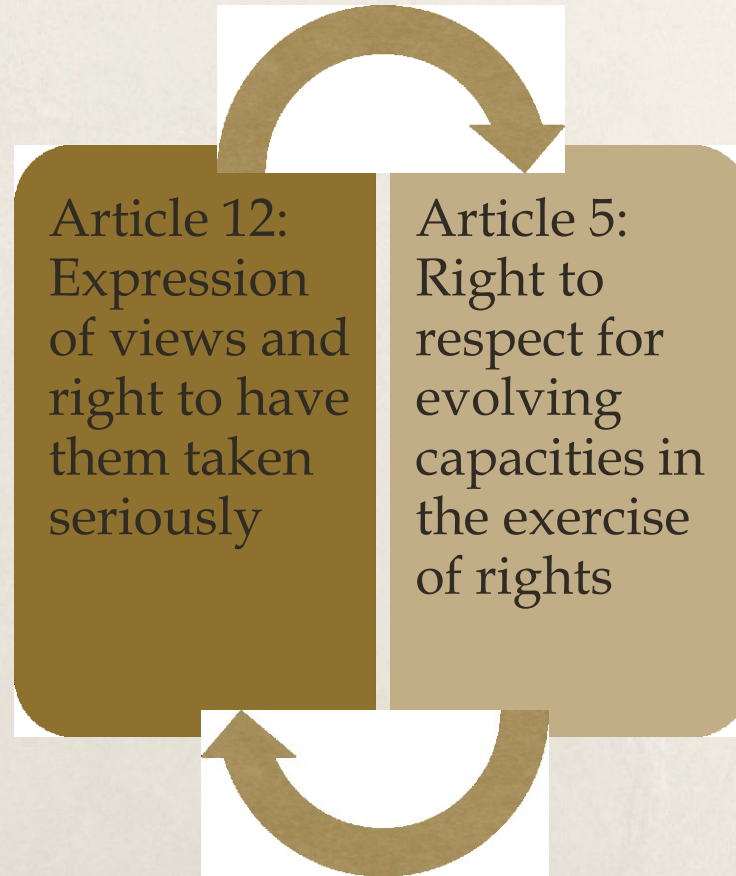 Article 12:
Expression
of views and
right to have
them taken
seriously
Article 5:
Right to
respect for
evolving
capacities in
the exercise
of rights